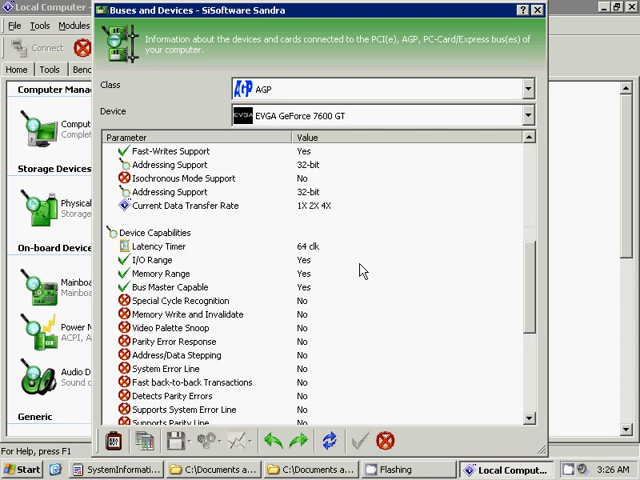 Local Computer -
File Tools Modules
Connect
Home Tools Benc
Computer Mana
Comput
Complet
Storage Devices
Physical
Storage
On-board Device
Mainboa
Mainboa
Power M
ACPI, A
Audio D
Sound c
Generic
For Help, press F1
Buses and Devices - SiSoftware Sandra
Information about the devices and cards connected to the PCI(e), AGP, PC-Card/Express bus(es) of
your computer.
Class AGP
Device EVGA EVGA GeForce 7600 GT
Parameter Value
Fast-Writes Support Yes
Addressing Support 32-bit
Isochronous Mode Support No
Addressing Support 32-bit
Current Data Transfer Rate 1X 2X 4X
Device Capabilities
Latency Timer 64 clk
I/O Range Yes
Memory Range Yes
Bus Master Capable Yes
Special Cycle Recognition No
Memory Write and Invalidate No
Video Palette Snoop No
Parity Error Response No
Address/Data Stepping No
System Error Line No
Fast back-to-back Transactions No
Detects Parity Errors No
Supports System Error Line No
Supports Parity Line No
Start SystemInformati... C:\Documents a... C:\Documents a... Flashing Local Comput... 3:26 AM